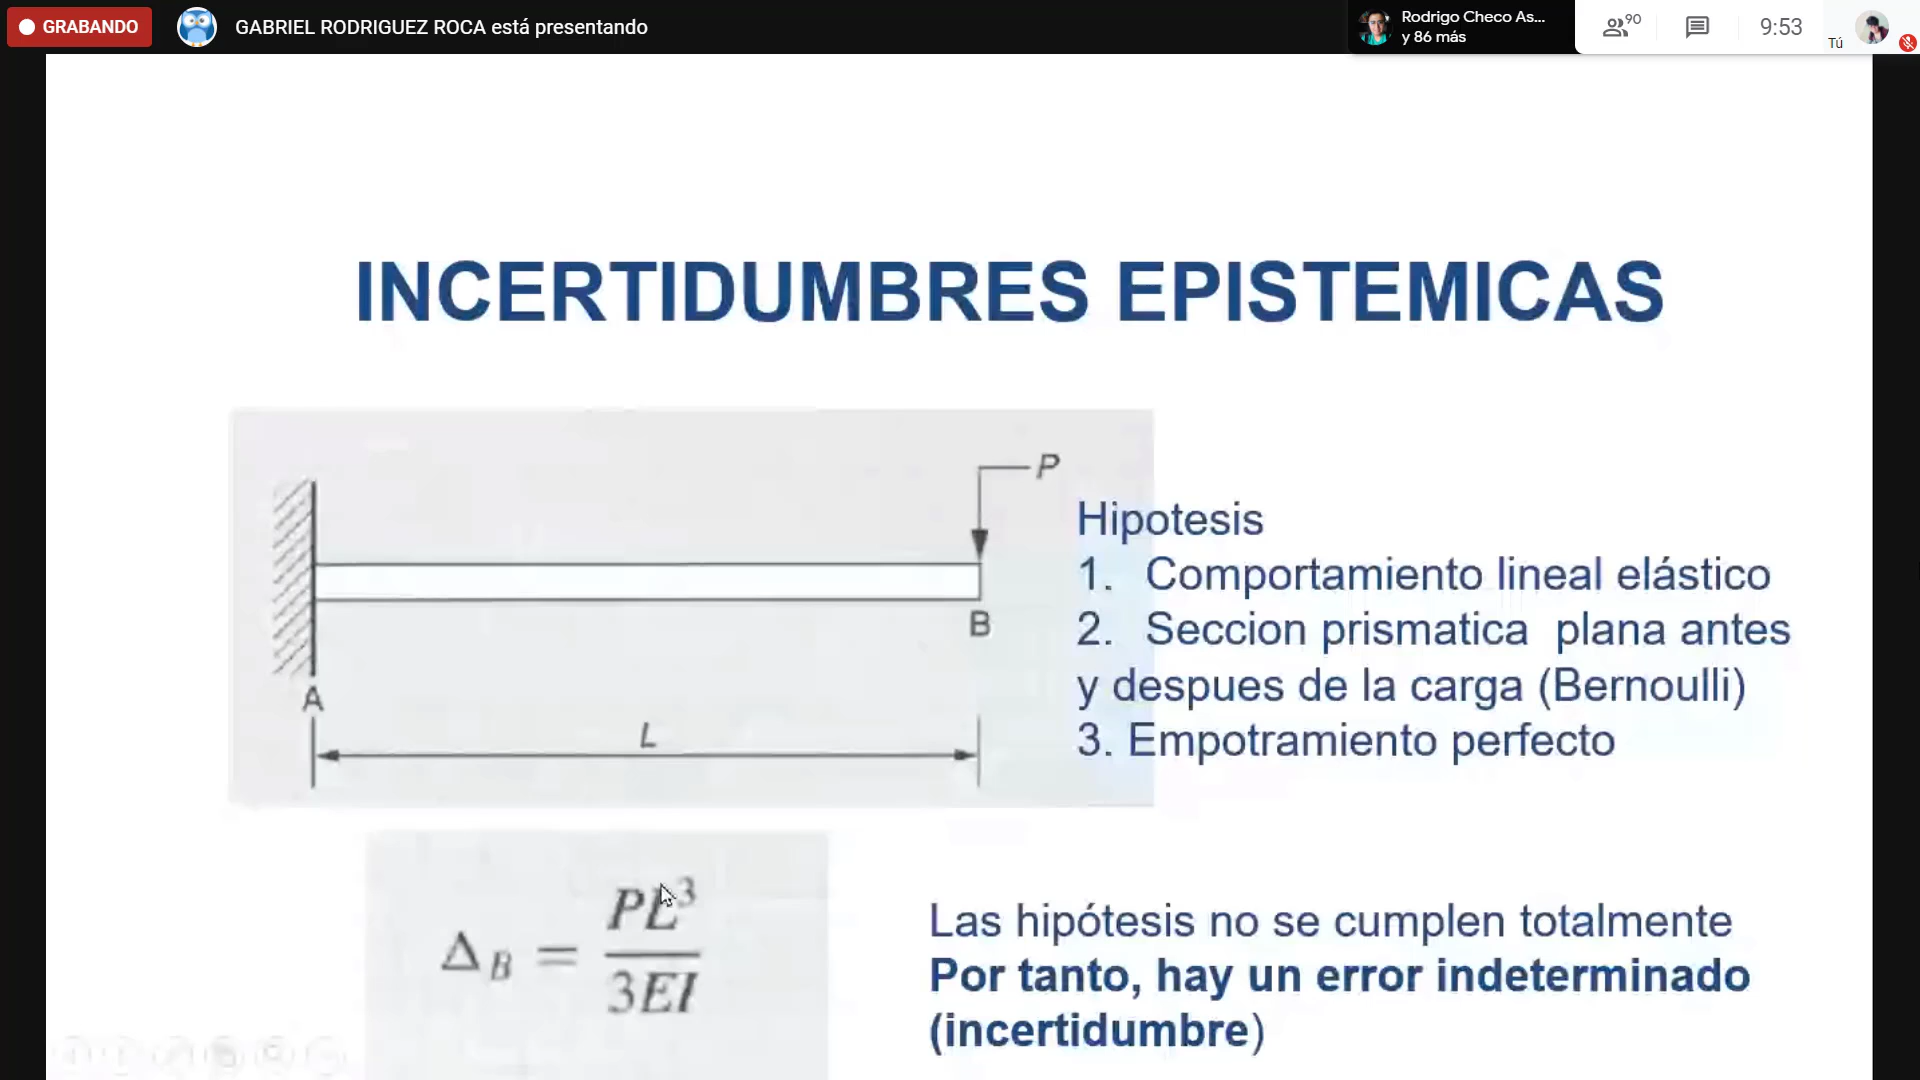 GRABANDO
GABRIEL RODRIGUEZ ROCA está presentando
Rodrigo Checo As...
y 86 más
90
9:53
Tú
INCERTIDUMBRES EPISTEMICAS
P
B
A
L
Hipotesis
1. Comportamiento lineal elástico
2. Seccion prismatica plana antes
y despues de la carga (Bernoulli)
3. Empotramiento perfecto
Δ_B = PL³ / 3EI
Las hipótesis no se cumplen totalmente
Por tanto, hay un error indeterminado
(incertidumbre)